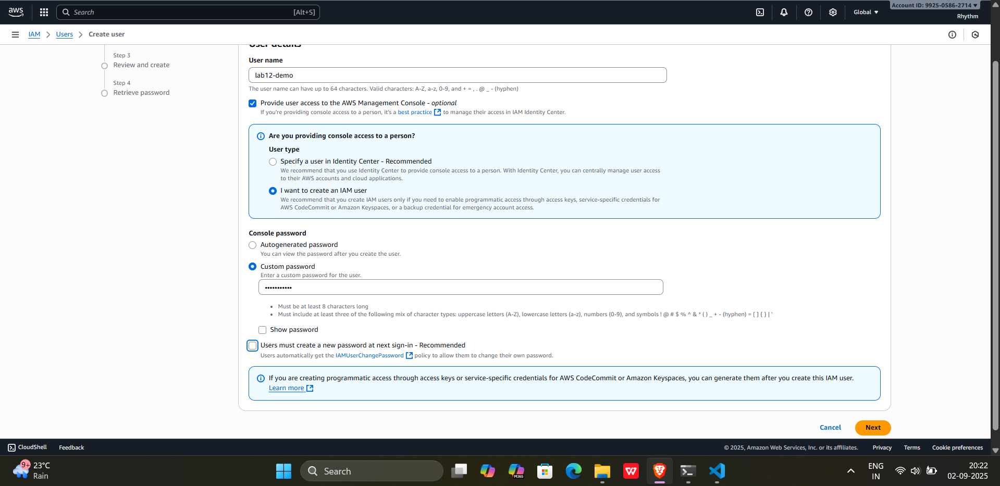 aws
Search
[Alt+S]
Global
Account ID: 9925-0586-2714
Rhythm
IAM
Users
Create user
Step 3
Review and create
Step 4
Retrieve password
User details
User name
lab12-demo
The user name can have up to 64 characters. Valid characters: A-Z, a-z, 0-9, and + = , . @ _ - (hyphen)
Provide user access to the AWS Management Console - optional
If you're providing console access to a person, it's a best practice to manage their access in IAM Identity Center.
Are you providing console access to a person?
User type
Specify a user in Identity Center - Recommended
We recommend that you use Identity Center to provide console access to a person. With Identity Center, you can centrally manage user access
to their AWS accounts and cloud applications.
I want to create an IAM user
We recommend that you create IAM users only if you need to enable programmatic access through access keys, service-specific credentials for
AWS CodeCommit or Amazon Keyspaces, or a backup credential for emergency account access.
Console password
Autogenerated password
You can view the password after you create the user.
Custom password
Enter a custom password for the user.
•••••••••••
Must be at least 8 characters long
Must include at least three of the following mix of character types: uppercase letters (A-Z), lowercase letters (a-z), numbers (0-9), and symbols ! @ # $ % ^ & * ( ) _ + - (hyphen) = [ ] { } | '
Show password
Users must create a new password at next sign-in - Recommended
Users automatically get the IAMUserChangePassword policy to allow them to change their own password.
If you are creating programmatic access through access keys or service-specific credentials for AWS CodeCommit or Amazon Keyspaces, you can generate them after you create this IAM user.
Learn more
Cancel
Next
CloudShell
Feedback
© 2025, Amazon Web Services, Inc. or its affiliates.
Privacy
Terms
Cookie preferences
9+
23°C
Rain
Search
M365
W
ENG
IN
20:22
02-09-2025